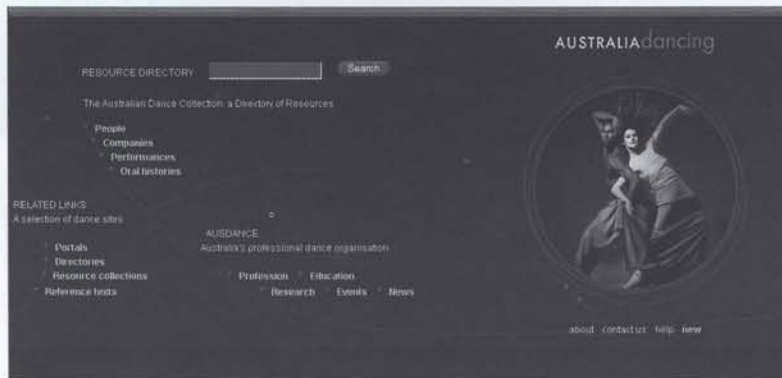 AUSTRALIAdancing
RESOURCE DIRECTORY Search
The Australian Dance Collection: a Directory of Resources
People
Companies
Performances
Oral histories
RELATED LINKS
A selection of dance sites
Portals
Directories
Resource collections
Reference texts
AUSDANCE
Australia's professional dance organisation
Profession Education
Research Events News
about contact us help new